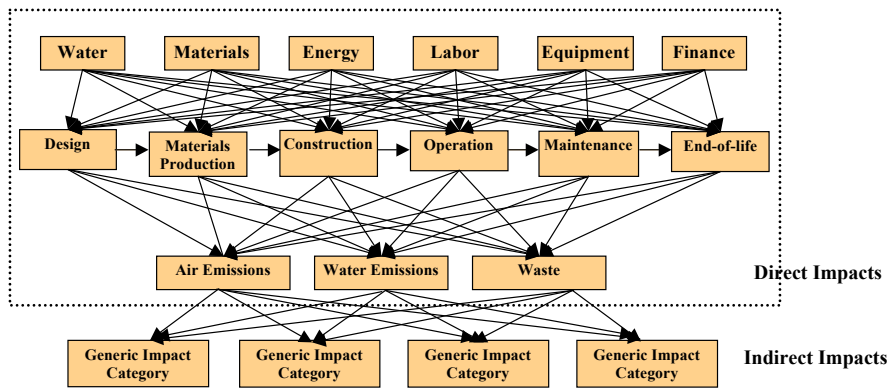 Water Materials Energy Labor Equipment Finance
Design Materials Production Construction Operation Maintenance End-of-life
Air Emissions Water Emissions Waste
Direct Impacts
Generic Impact Category Generic Impact Category Generic Impact Category Generic Impact Category
Indirect Impacts